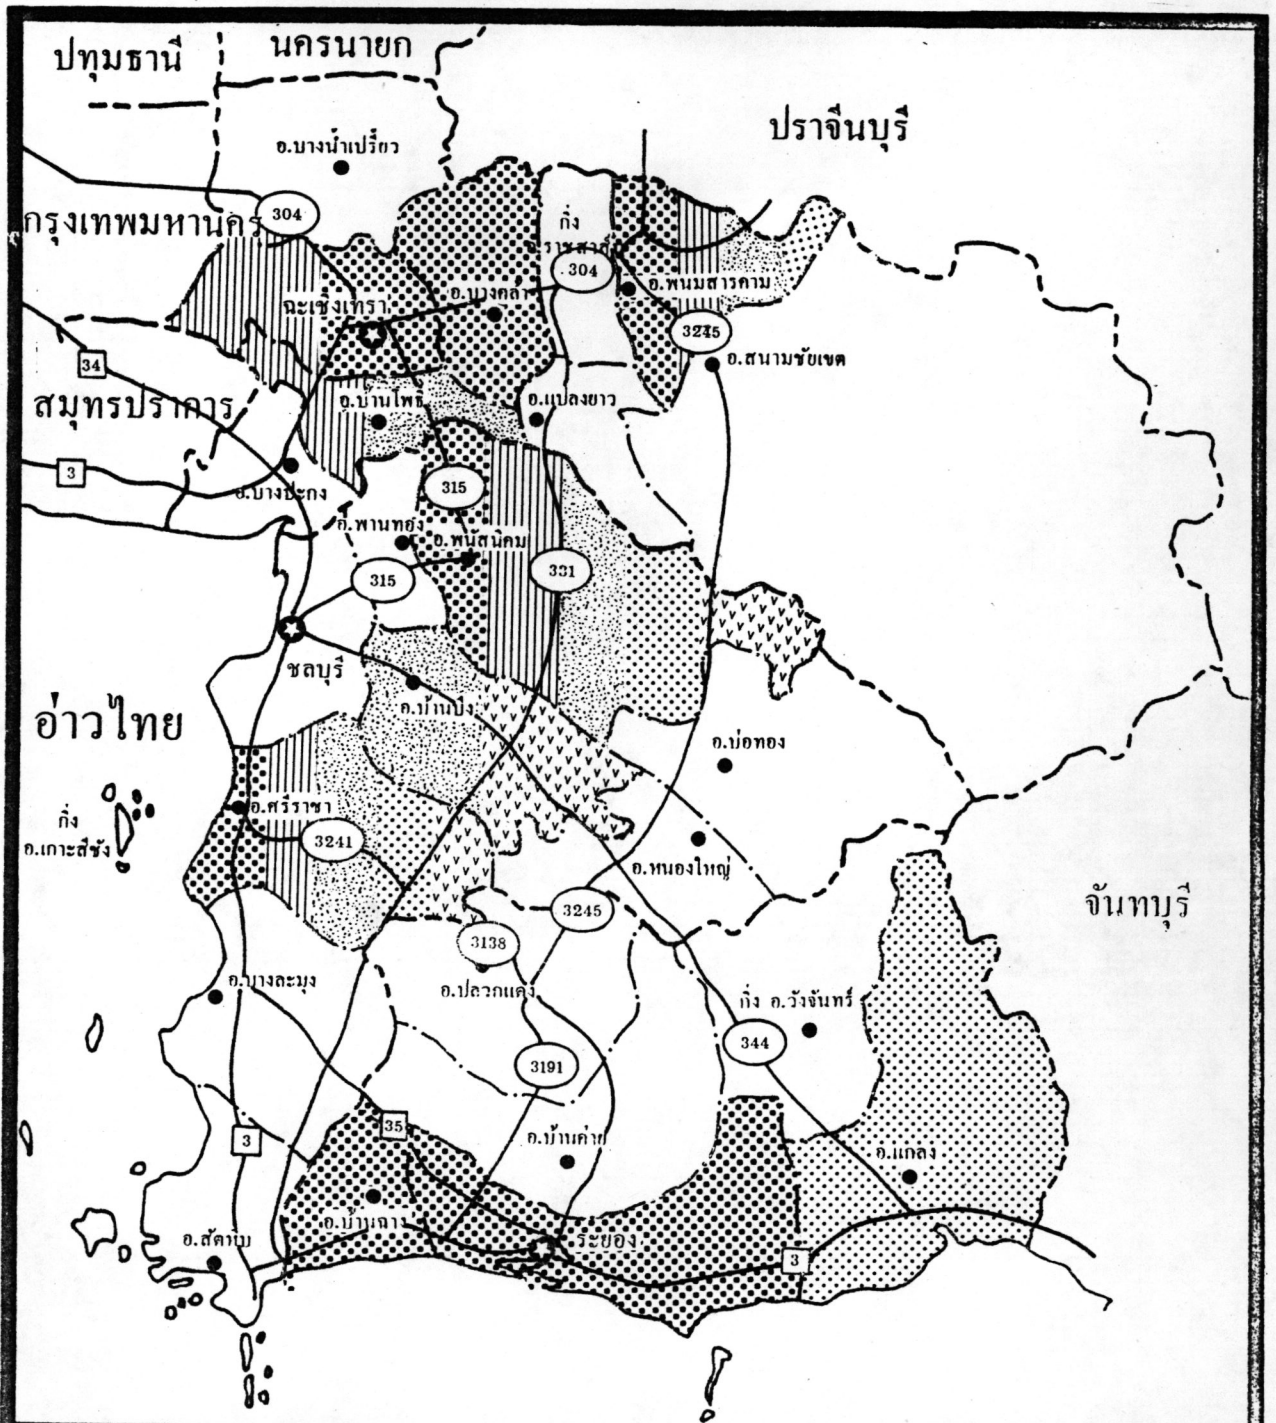 ปทุมธานี
นครนายก
ปราจีนบุรี
อ.บางน้ำเปรี้ยว
304
กรุงเทพมหานคร
กิ่ง
อ.ราชสาส์น
304
อ.พนมสารคาม
ฉะเชิงเทรา
อ.บางคล้า
3245
อ.สนามชัยเขต
34
สมุทรปราการ
อ.บ้านโพธิ์
อ.แปลงยาว
3
อ.บางปะกง
315
อ.พานทอง
อ.พนัสนิคม
315
331
ชลบุรี
อ.บ้านบึง
อ่าวไทย
อ.บ่อทอง
กิ่ง
อ.เกาะสีชัง
อ.ศรีราชา
3241
อ.หนองใหญ่
จันทบุรี
3245
3138
อ.บางละมุง
อ.ปลวกแดง
กิ่ง อ.วังจันทร์
344
3191
3
35
อ.บ้านค่าย
อ.แกลง
อ.บ้านฉาง
อ.สัตหีบ
ระยอง
3